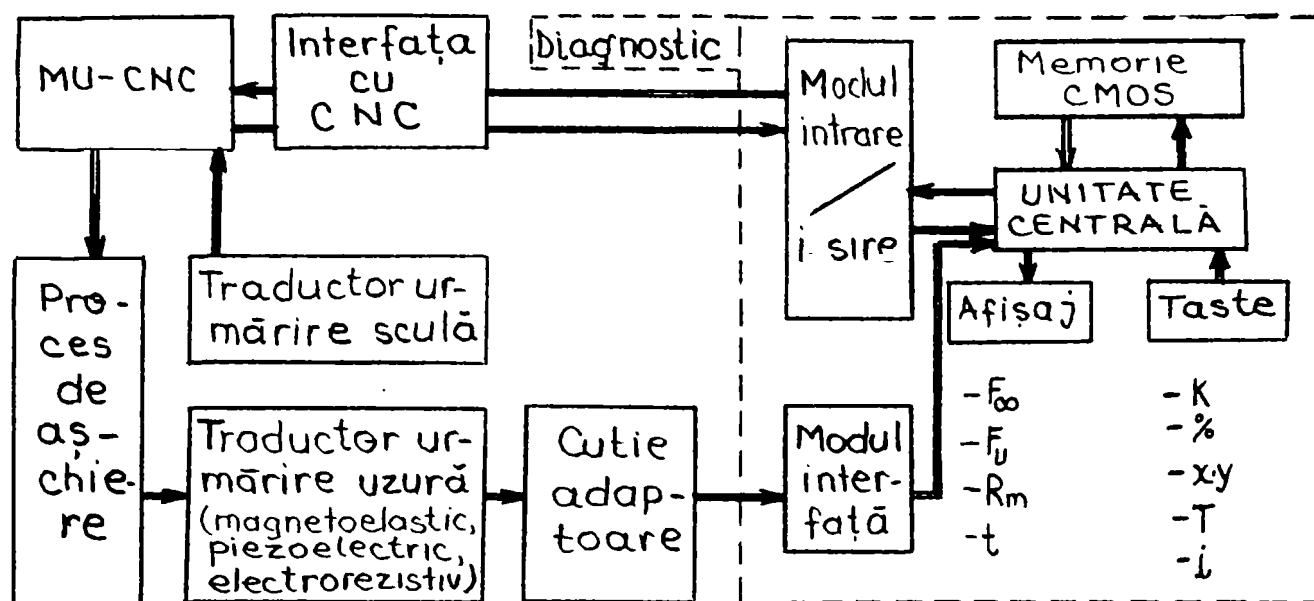 MU-CNC
Interfața
cu
CNC
Diagnostic
Modul
intrare
i sire
Memorie
CMOS
UNITATE
CENTRALĂ
Afișaj
Taste
Pro-
ces
de
aș-
chie-
re
Traductor ur-
mărire sculă
Traductor ur-
mărire uzură
(magnetoelastic,
piezoelectric,
electrorezistiv)
Cutie
adap-
toare
Modul
inter-
față
-F∞
-Fu
-Rm
-t
-K
-%
-x·y
-T
-i